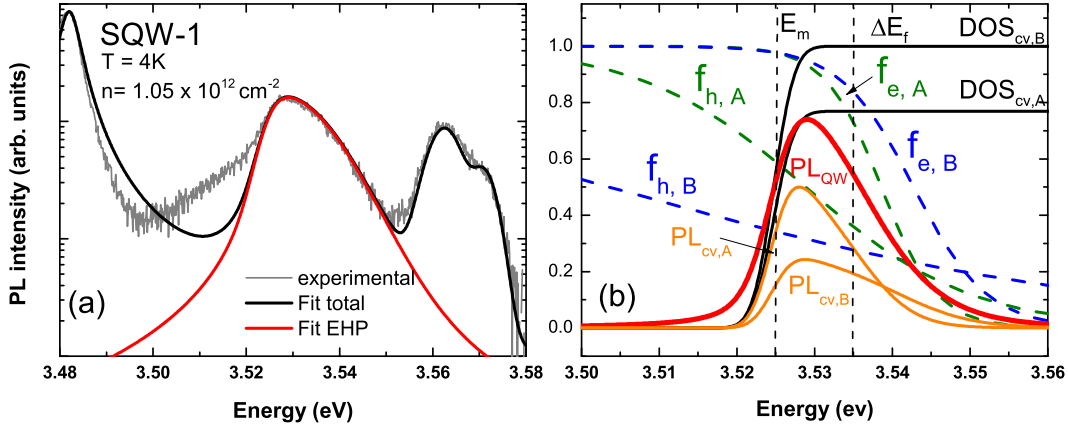 SQW-1
T = 4K
n= 1.05 x 10^12 cm^-2
PL intensity (arb. units)
(a)
experimental
Fit total
Fit EHP
3.48 3.50 3.52 3.54 3.56 3.58
Energy (eV)
E_m ΔE_f DOS_cv,B
1.0
f_h, A f_e, A DOS_cv,A
0.8
f_e, B
0.6
PL_QW
f_h, B
0.4
PL_cv,A
0.2
PL_cv,B
(b)
0.0
3.50 3.51 3.52 3.53 3.54 3.55 3.56
Energy (ev)